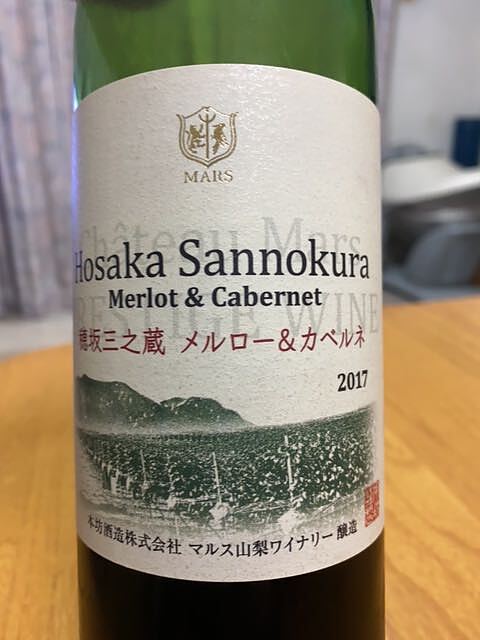 MARS
Château Mars
Hosaka Sannokura
PRESTIGE WINE
Merlot & Cabernet
穂坂三之蔵 メルロー&カベルネ
2017
本坊酒造株式会社 マルス山梨ワイナリー 醸造